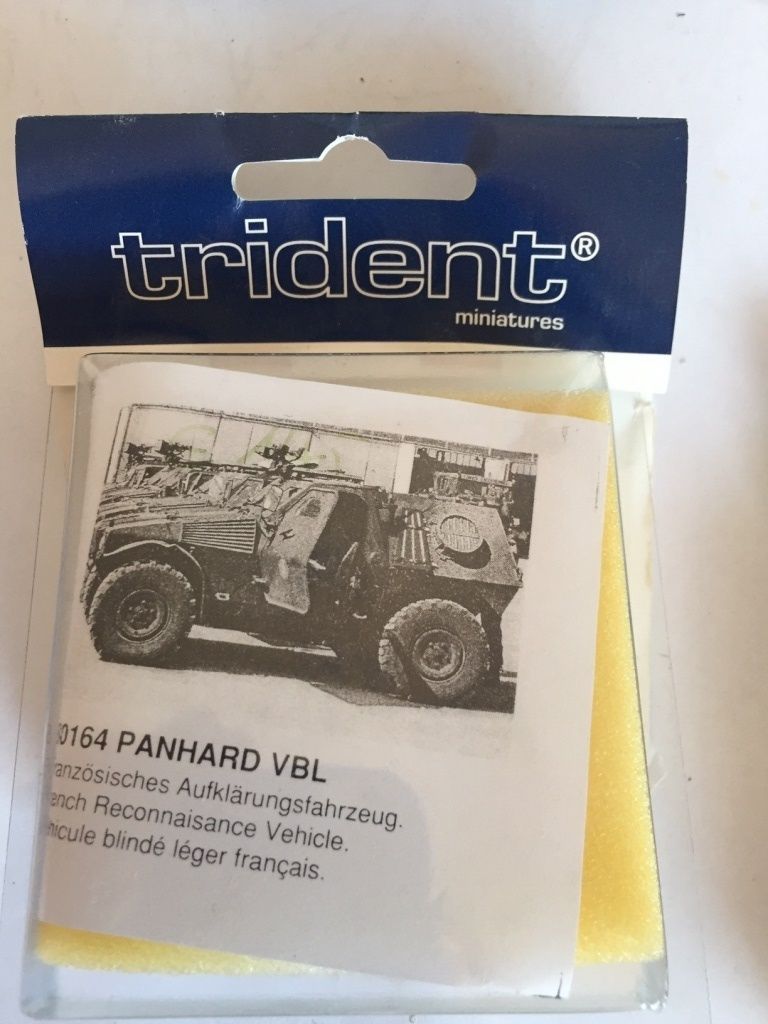 trident®
miniatures
0164 PANHARD VBL
anzösisches Aufklärungsfahrzeug.
ench Reconnaisance Vehicle.
hicule blindé léger français.